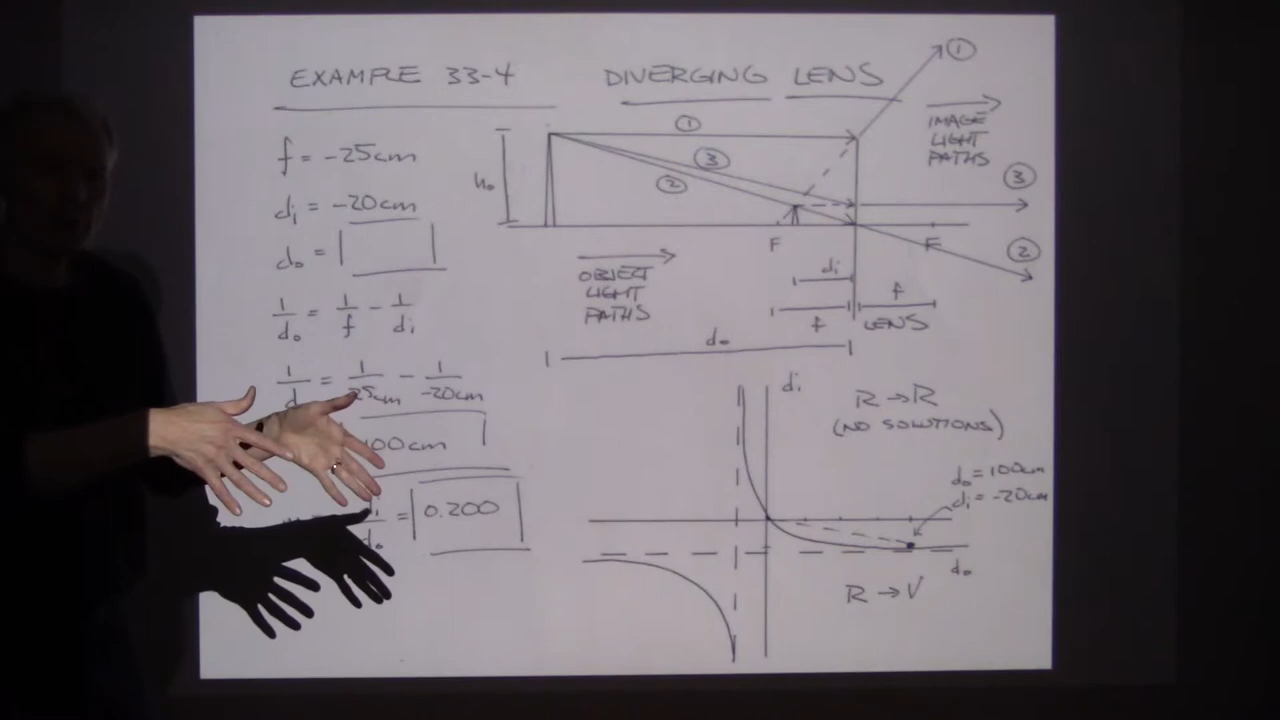 EXAMPLE 33-4
DIVERGING LENS
f = -25cm
di = -20cm
do =
1/do = 1/f - 1/di
1/d = 1/25cm - 1/-20cm
100cm
di/do = 0.200
ho
①
③
②
①
IMAGE
LIGHT
PATHS
③
②
F
F
OBJECT
LIGHT
PATHS
di
f
f
LENS
do
di
R → R
(NO SOLUTIONS)
do = 100cm
di = -20cm
do
R → V